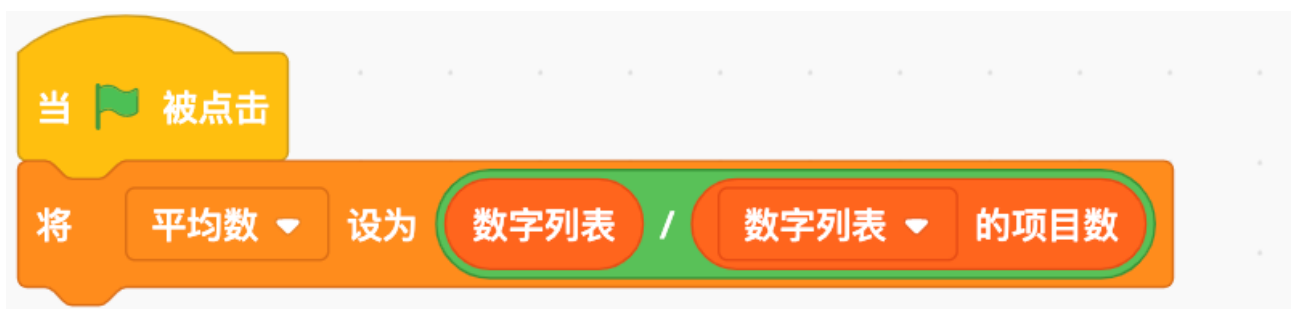 当 被点击
将 平均数 设为 数字列表 / 数字列表 的项目数